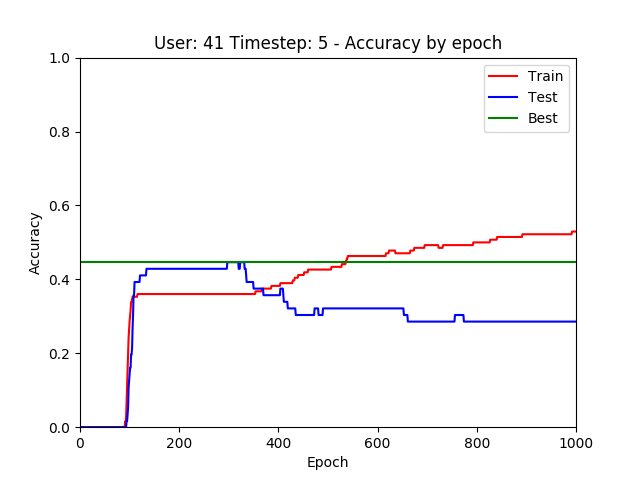 User: 41 Timestep: 5 - Accuracy by epoch
1.0
0.8
0.6
0.4
0.2
0.0
Accuracy
Train
Test
Best
0 200 400 600 800 1000
Epoch